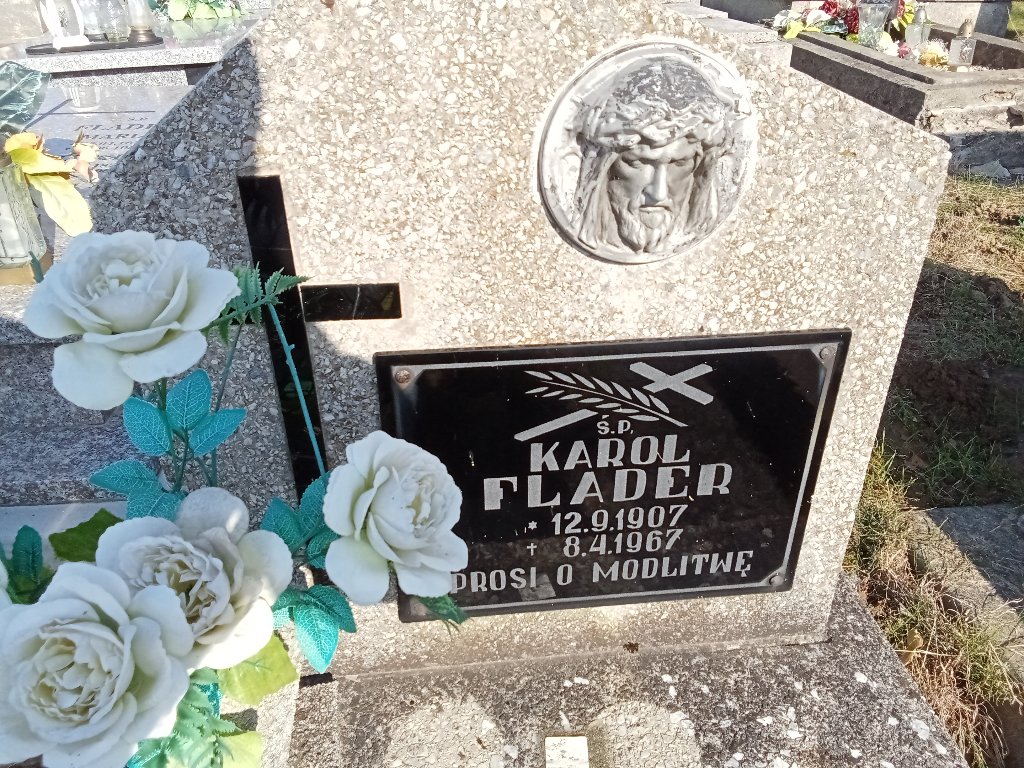 Ś.P.
KAROL
FLADER
* 12.9.1907
† 8.4.1967
PROSI O MODLITWĘ